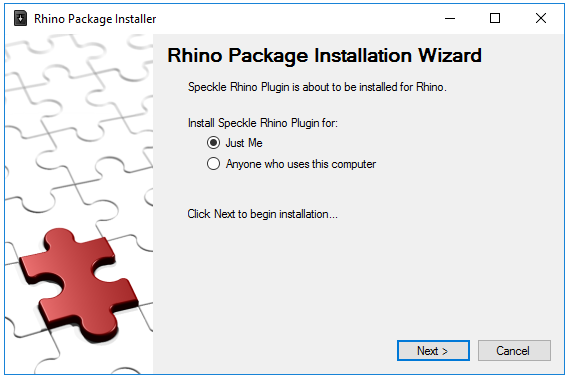 Rhino Package Installer
Rhino Package Installation Wizard
Speckle Rhino Plugin is about to be installed for Rhino.
Install Speckle Rhino Plugin for:
Just Me
Anyone who uses this computer
Click Next to begin installation...
Next >
Cancel